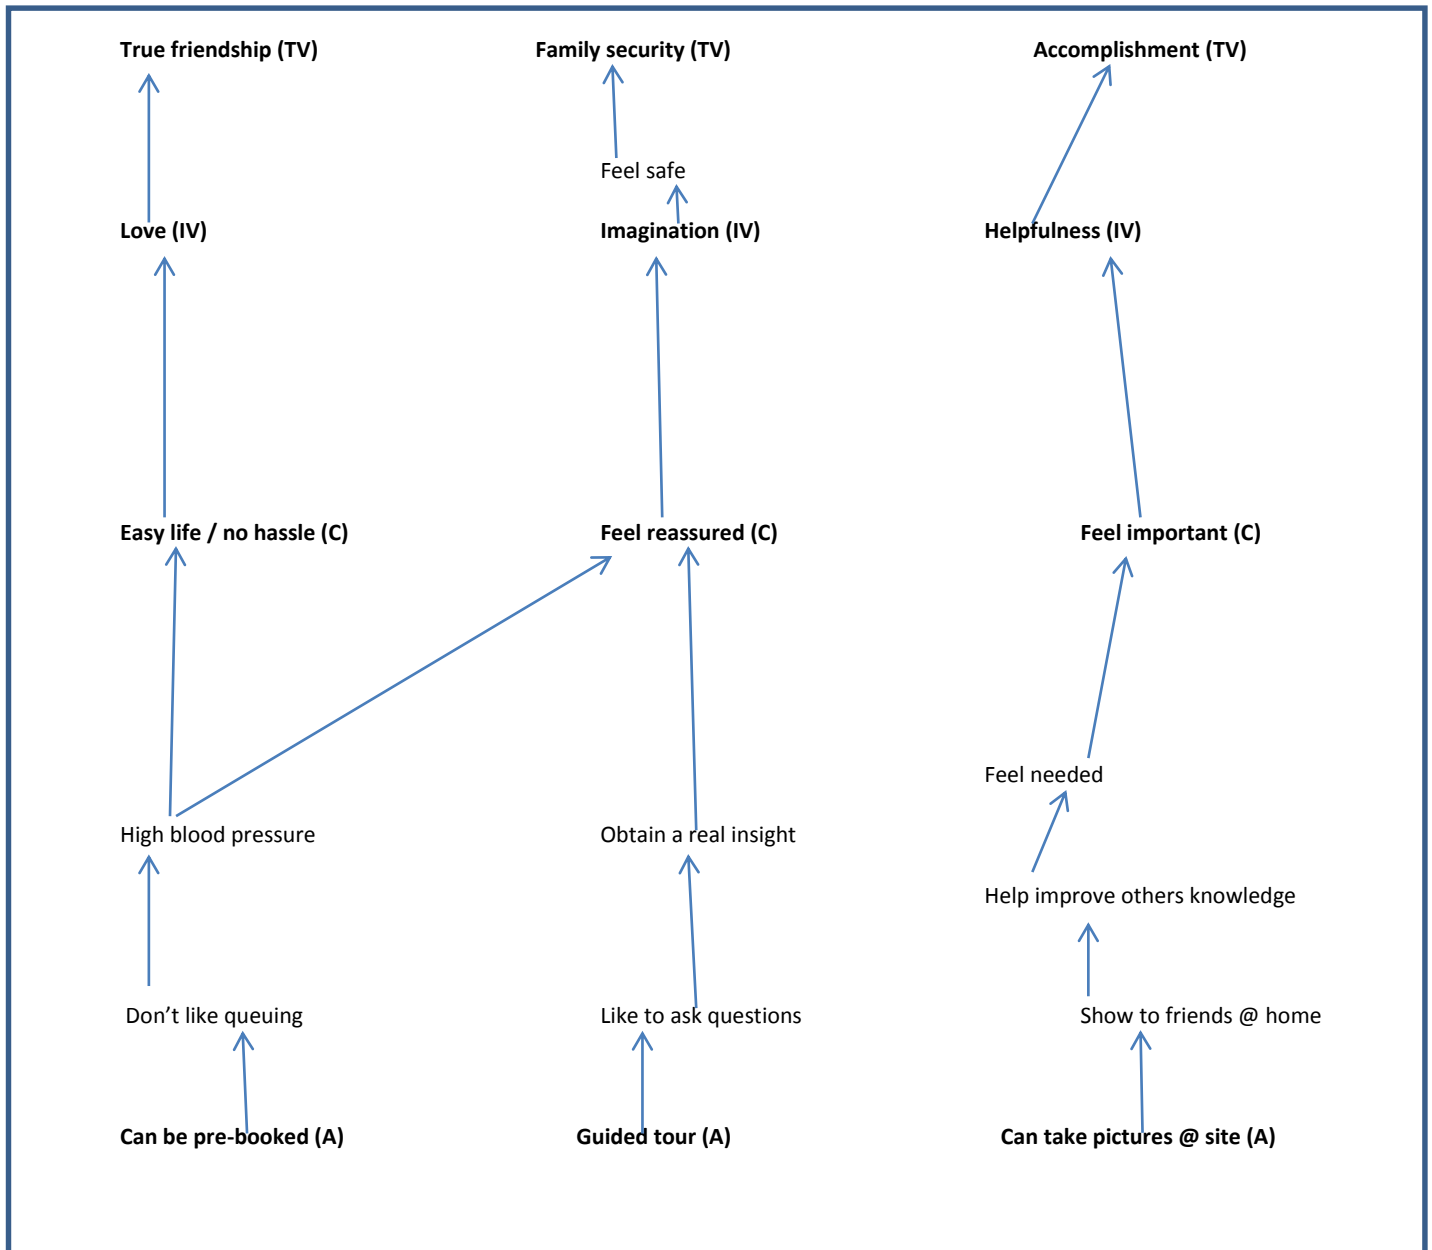 True friendship (TV)
Family security (TV)
Accomplishment (TV)
Feel safe
Love (IV)
Imagination (IV)
Helpfulness (IV)
Easy life / no hassle (C)
Feel reassured (C)
Feel important (C)
Feel needed
High blood pressure
Obtain a real insight
Help improve others knowledge
Don’t like queuing
Like to ask questions
Show to friends @ home
Can be pre-booked (A)
Guided tour (A)
Can take pictures @ site (A)